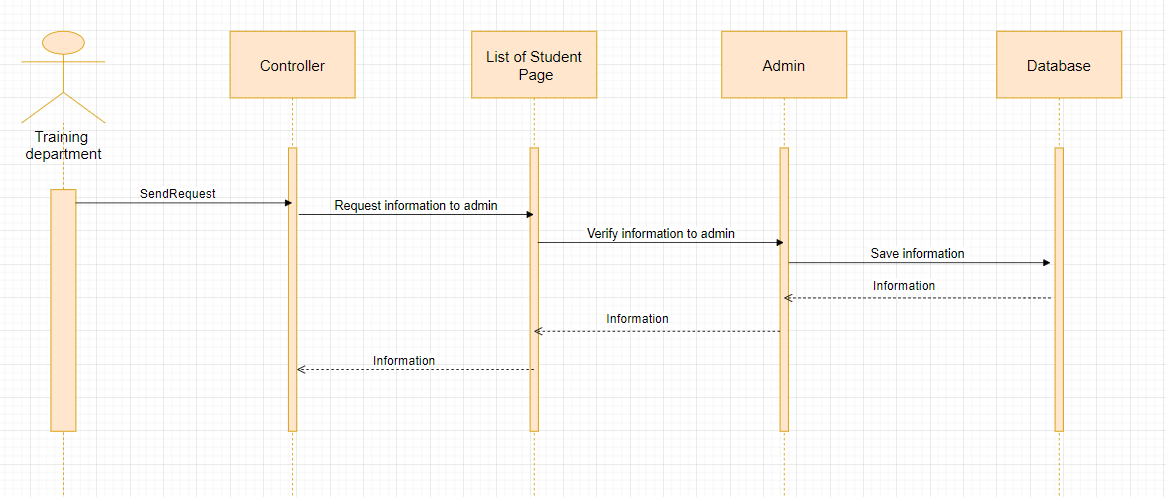 Controller
List of Student
Page
Admin
Database
Training
department
SendRequest
Request information to admin
Verify information to admin
Save information
Information
Information
Information